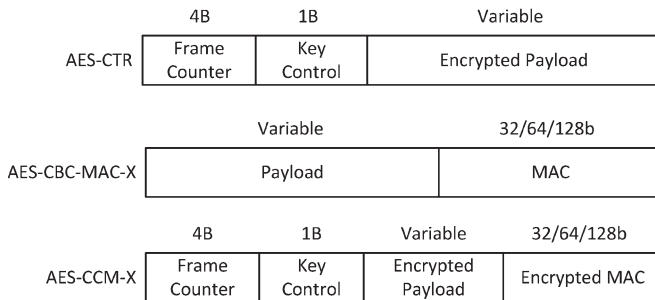 4B 1B Variable
AES-CTR Frame Counter Key Control Encrypted Payload
Variable 32/64/128b
AES-CBC-MAC-X Payload MAC
4B 1B Variable 32/64/128b
AES-CCM-X Frame Counter Key Control Encrypted Payload Encrypted MAC